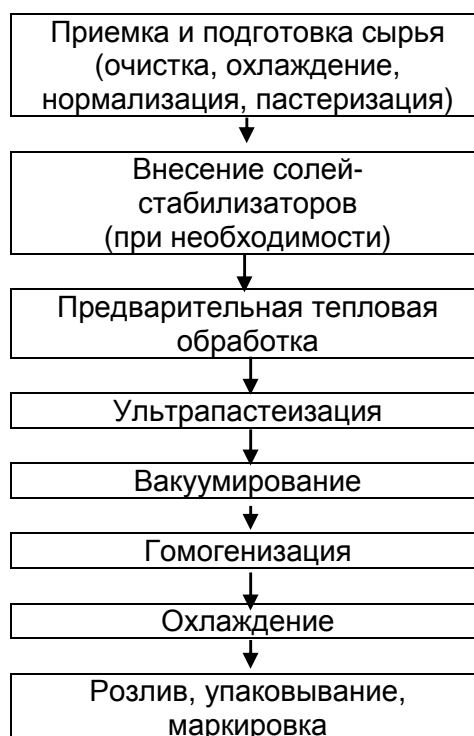 Приемка и подготовка сырья
(очистка, охлаждение,
нормализация, пастеризация)
Внесение солей-
стабилизаторов
(при необходимости)
Предварительная тепловая
обработка
Ультрапастеизация
Вакуумирование
Гомогенизация
Охлаждение
Розлив, упаковывание,
маркировка